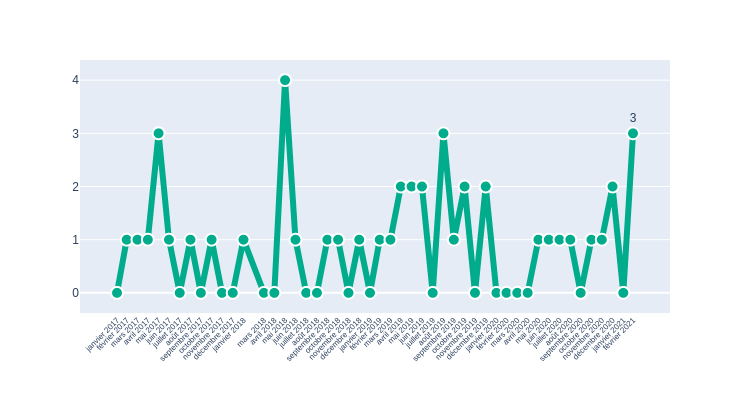 4
3
2
1
0
3
janvier 2017
février 2017
mars 2017
avril 2017
mai 2017
juin 2017
juillet 2017
août 2017
septembre 2017
octobre 2017
novembre 2017
décembre 2017
janvier 2018
mars 2018
avril 2018
mai 2018
juin 2018
juillet 2018
août 2018
septembre 2018
octobre 2018
novembre 2018
décembre 2018
janvier 2019
février 2019
mars 2019
avril 2019
mai 2019
juin 2019
juillet 2019
août 2019
septembre 2019
octobre 2019
novembre 2019
décembre 2019
janvier 2020
février 2020
mars 2020
avril 2020
mai 2020
juin 2020
juillet 2020
août 2020
septembre 2020
octobre 2020
novembre 2020
décembre 2020
janvier 2021
février 2021